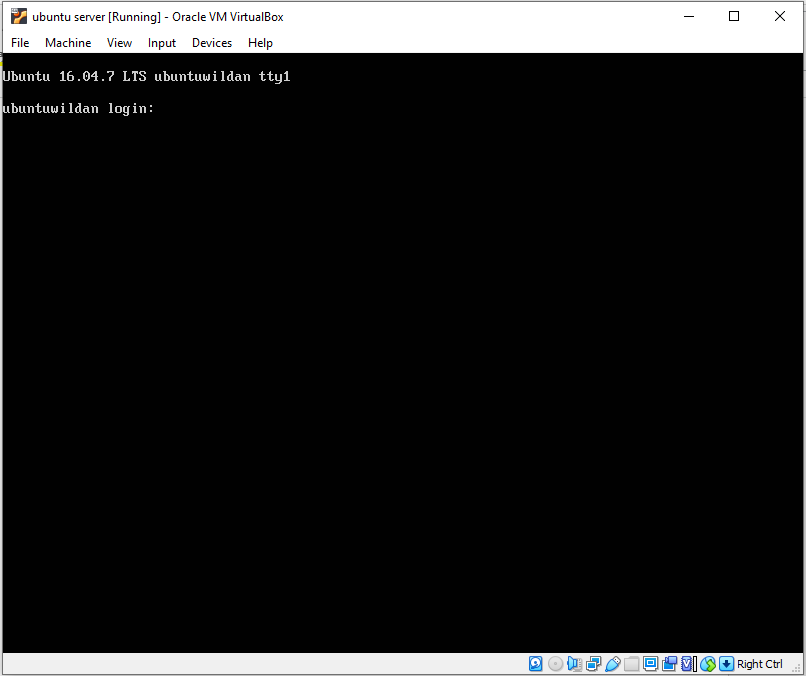 ubuntu server [Running] - Oracle VM VirtualBox
File Machine View Input Devices Help
Ubuntu 16.04.7 LTS ubuntuwildan tty1
ubuntuwildan login:
Right Ctrl